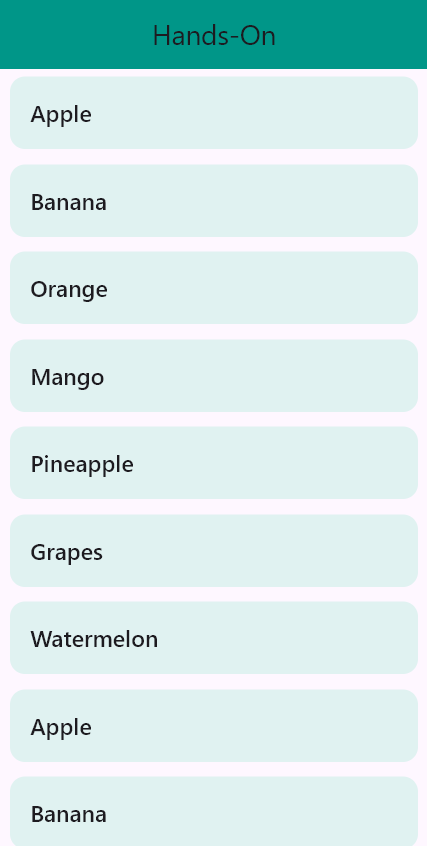 Hands-On
Apple
Banana
Orange
Mango
Pineapple
Grapes
Watermelon
Apple
Banana